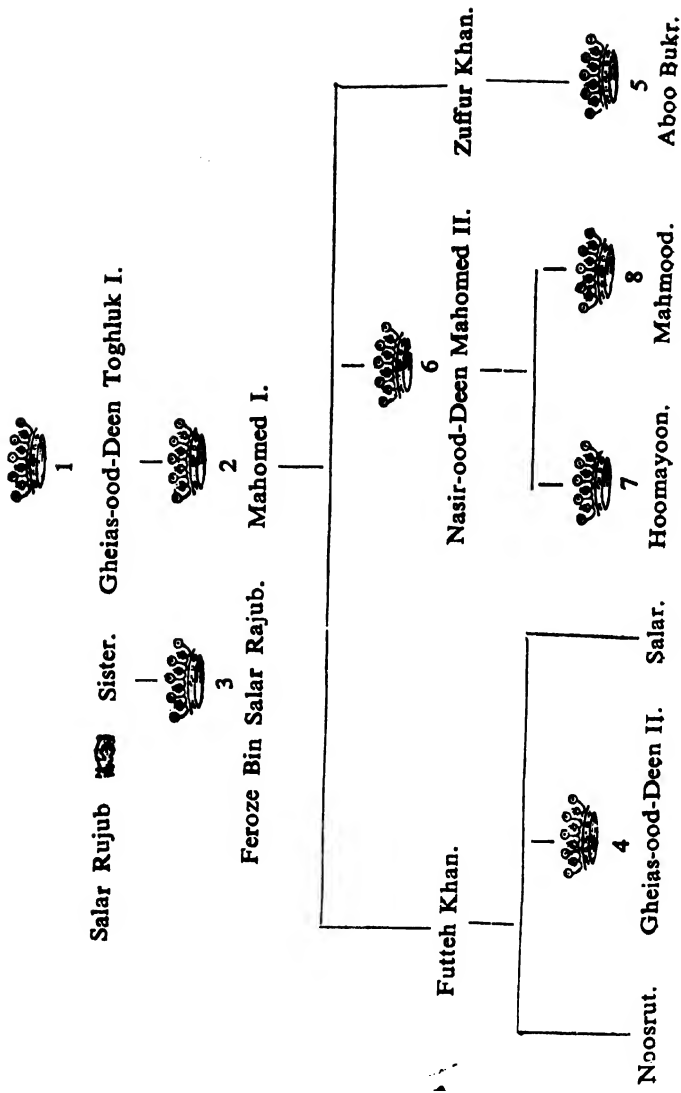 1
Salar Rujub Sister. Gheias-ood-Deen Toghluk I.
3 2
Feroze Bin Salar Rajub. Mahomed I.
6
Futteh Khan. Nasir-ood-Deen Mahomed II. Zuffur Khan.
4 7 8 5
Noosrut. Gheias-ood-Deen II. Salar. Hoomayoon. Mahmood. Aboo Bukr.